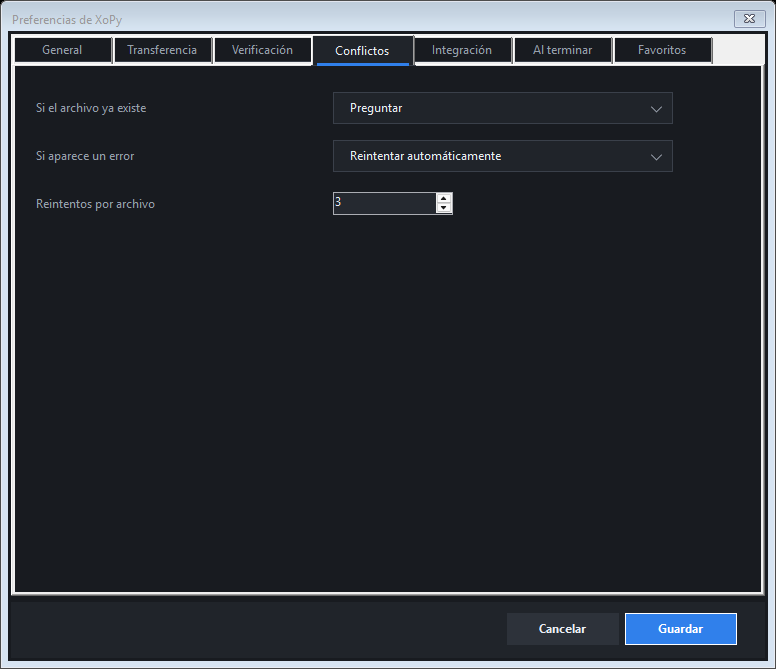 Preferencias de XoPy
General Transferencia Verificación Conflictos Integración Al terminar Favoritos
Si el archivo ya existe Preguntar
Si aparece un error Reintentar automáticamente
Reintentos por archivo 3
Cancelar Guardar